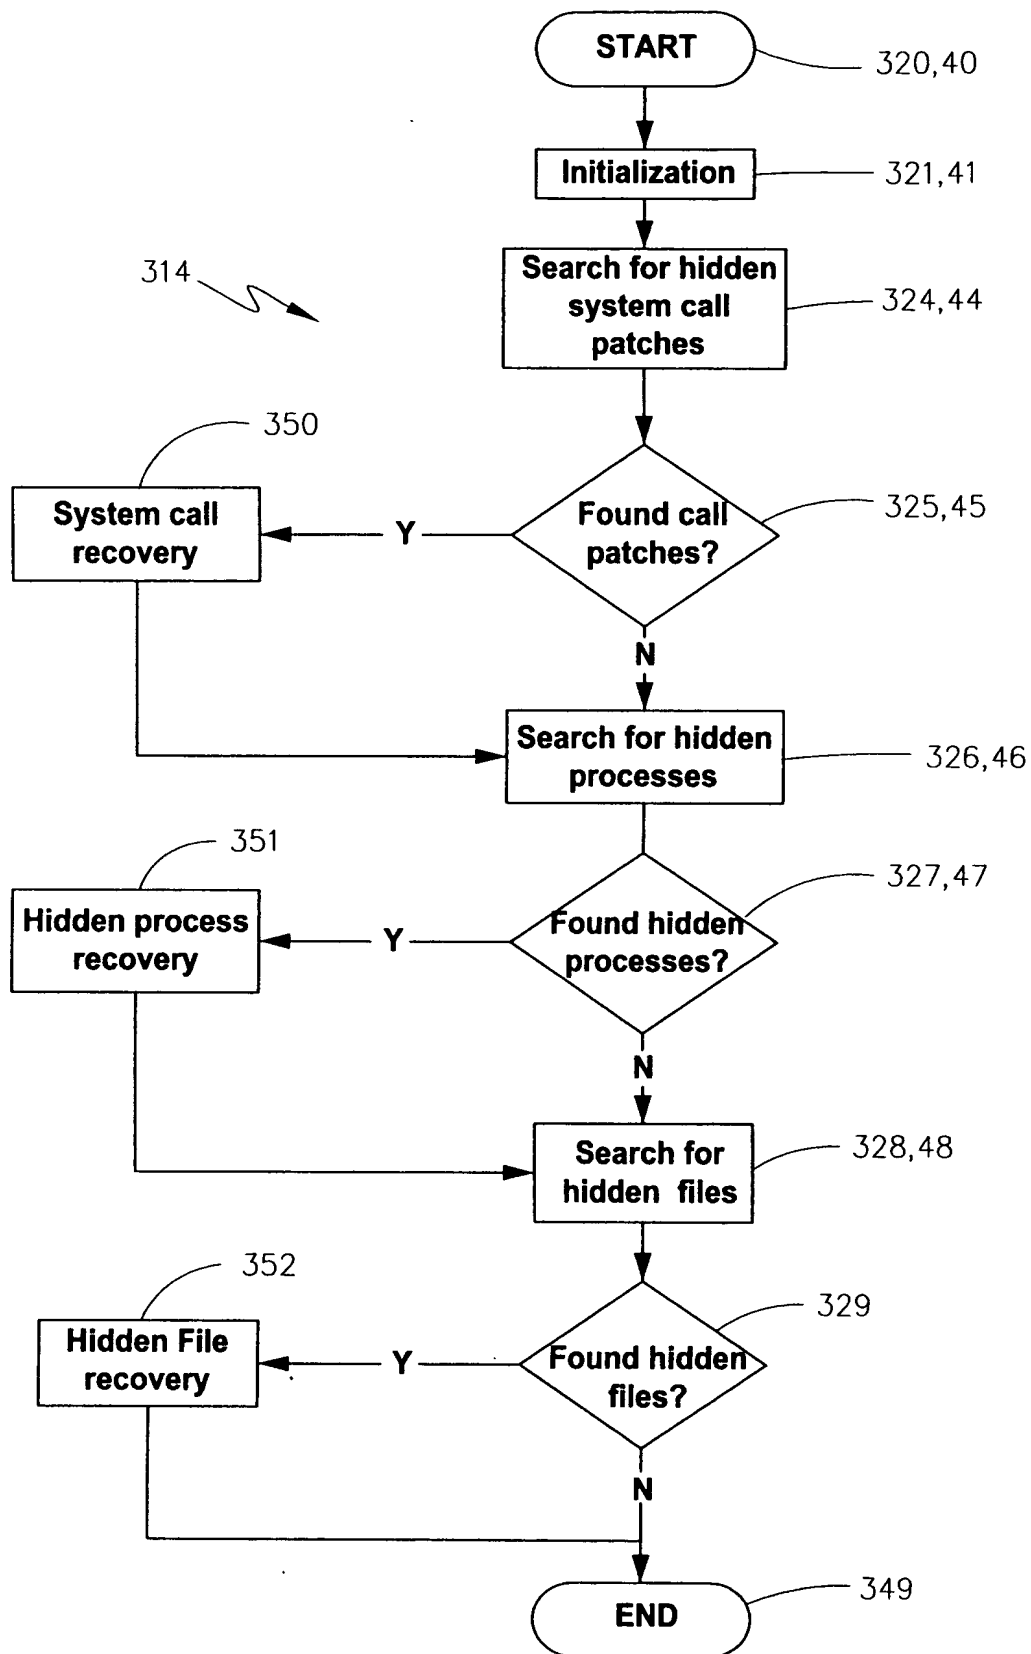 START
320,40
Initialization
321,41
Search for hidden
system call
patches
324,44
314
350
System call
recovery
Y
Found call
patches?
325,45
N
Search for hidden
processes
326,46
351
Hidden process
recovery
Y
Found hidden
processes?
327,47
N
Search for
hidden files
328,48
352
Hidden File
recovery
Y
Found hidden
files?
329
N
END
349